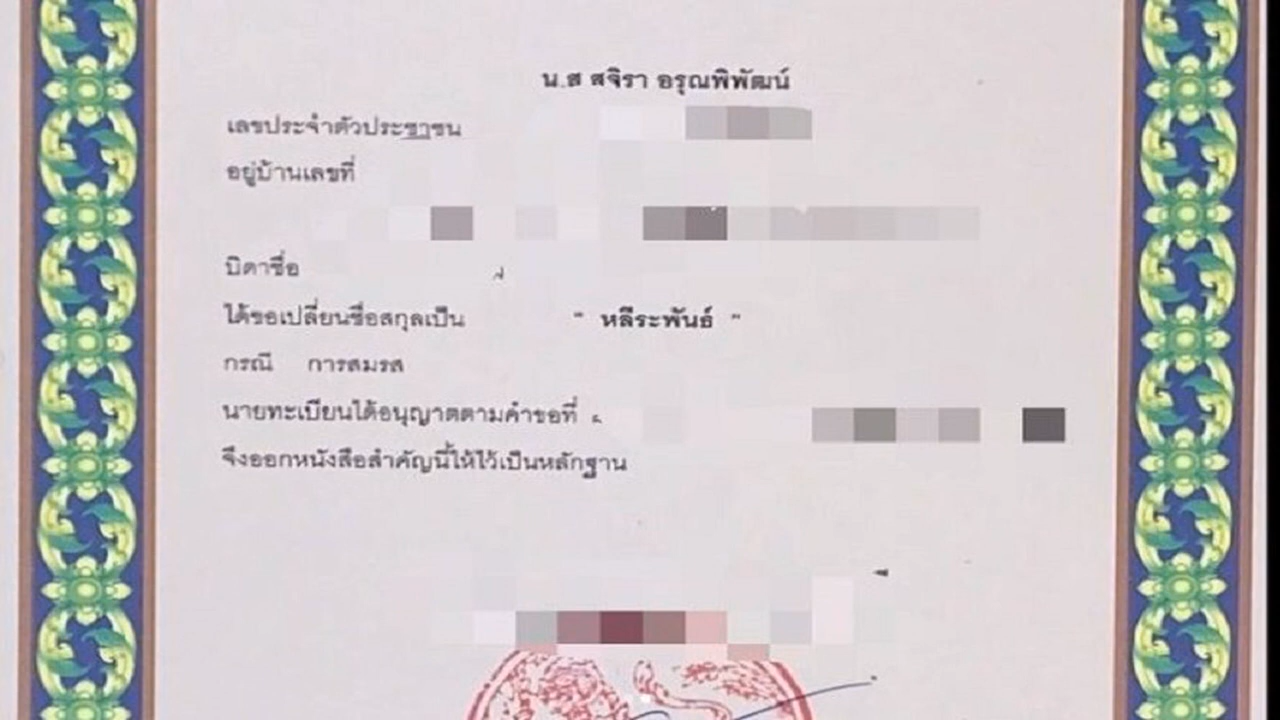 น.ส สจิรา อรุณพิพัฒน์
เลขประจำตัวประชาชน
อยู่บ้านเลขที่
บิดาชื่อ
ได้ขอเปลี่ยนชื่อสกุลเป็น " หลีระพันธ์ "
กรณี การสมรส
นายทะเบียนได้อนุญาตตามคำขอที่
จึงออกหนังสือสำคัญนี้ให้ไว้เป็นหลักฐาน